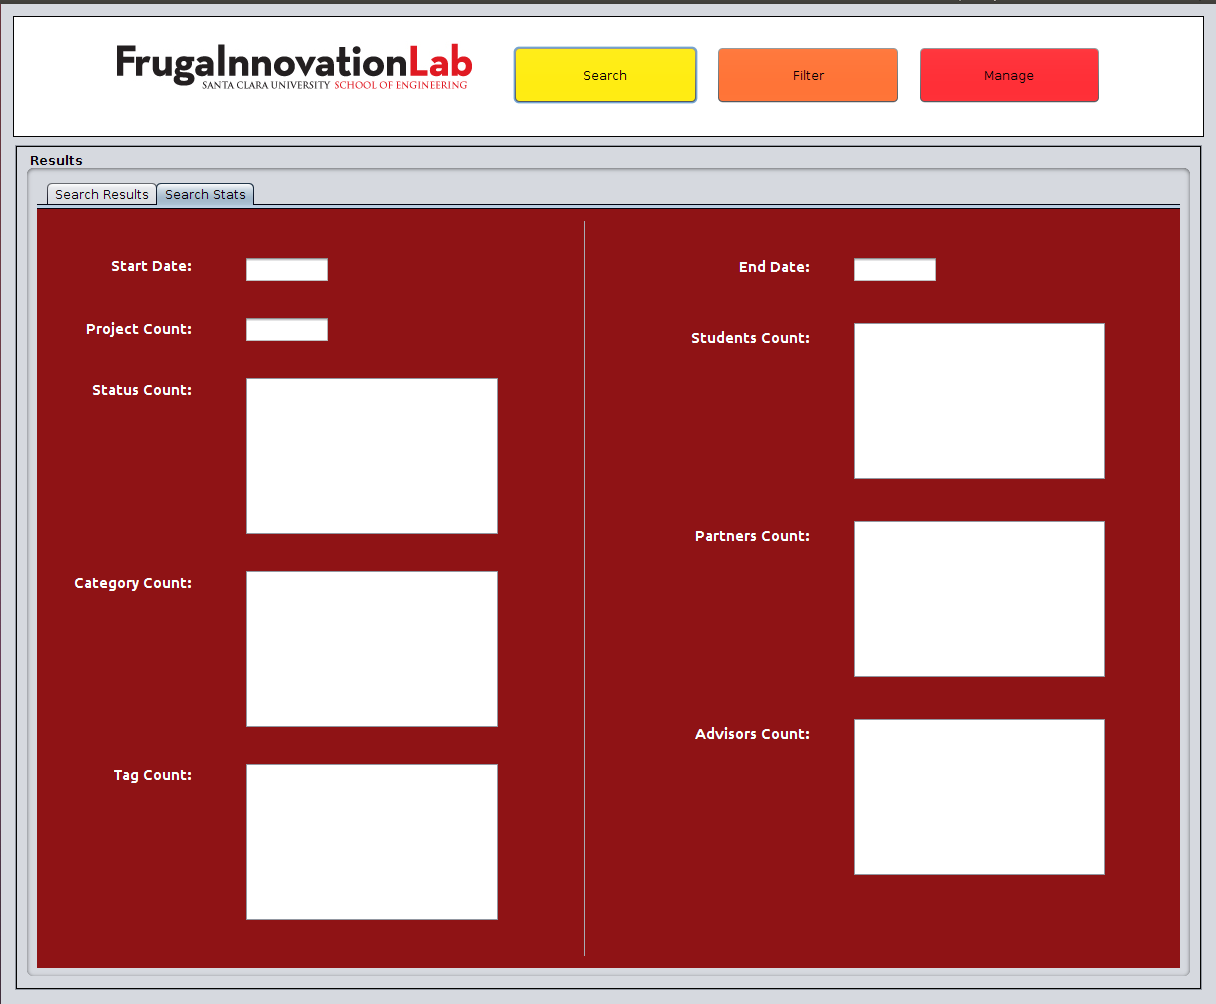 FrugalnnovationLab
SANTA CLARA UNIVERSITY SCHOOL OF ENGINEERING
Search
Filter
Manage
Results
Search Results
Search Stats
Start Date:
End Date:
Project Count:
Students Count:
Status Count:
Partners Count:
Category Count:
Advisors Count:
Tag Count: